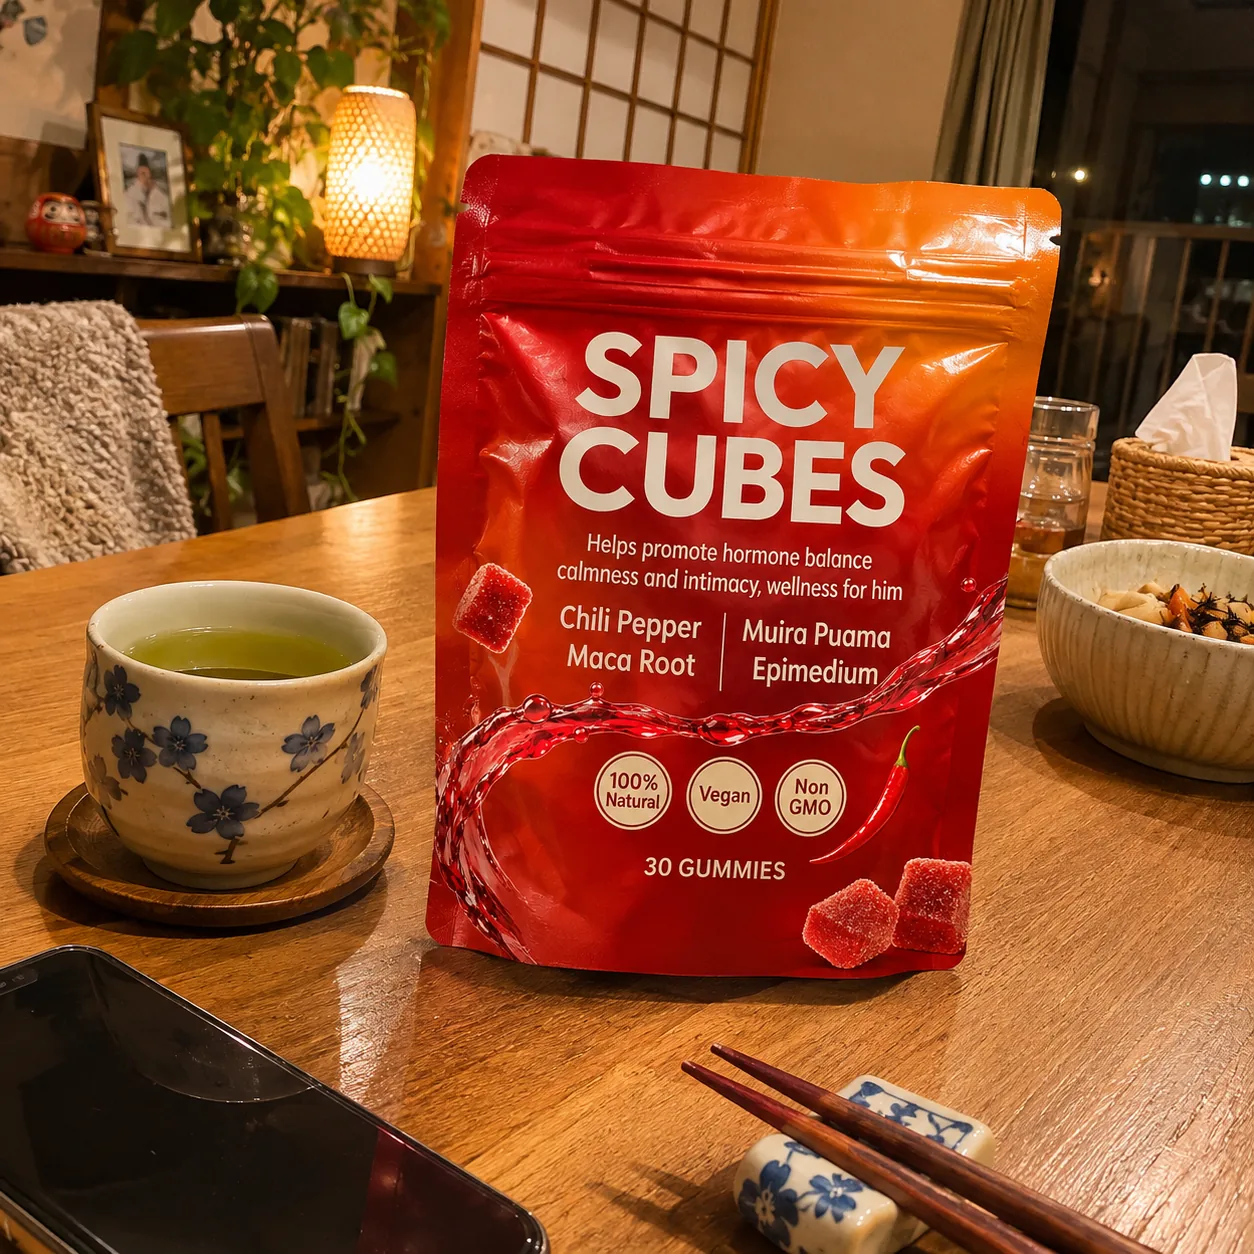 SPICY
CUBES
Helps promote hormone balance
calmness and intimacy, wellness for him
Chili Pepper
Maca Root
Muira Puama
Epimedium
100%
Natural
Vegan
Non
GMO
30 GUMMIES